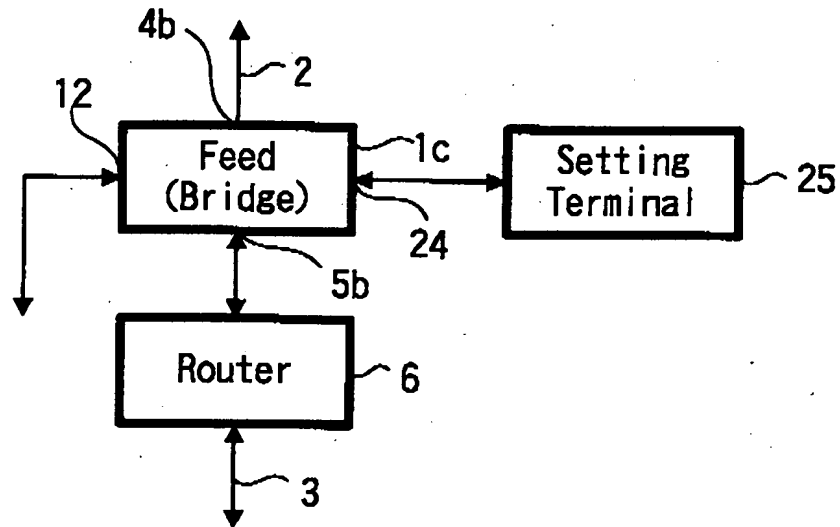 4b
2
12
Feed
(Bridge)
1c
Setting
Terminal
25
24
5b
Router
6
3